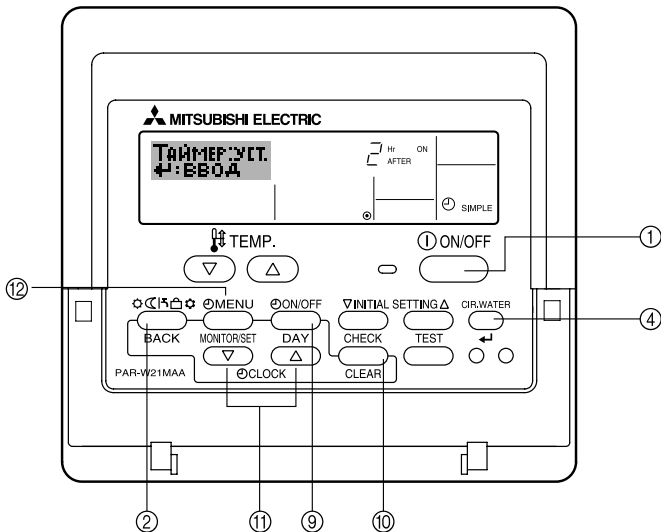 MITSUBISHI ELECTRIC
ТАЙМЕР:УСТ.
↵:ВВОД
2 Hr ON
AFTER
SIMPLE
TEMP.
ON/OFF
①
⑫
MENU
ON/OFF
▽INITIAL SETTING△
CIR.WATER
④
BACK
MONITOR/SET
DAY
CHECK
TEST
↵
▽
△
PAR-W21MAA
CLOCK
CLEAR
②
⑪
⑨
⑩